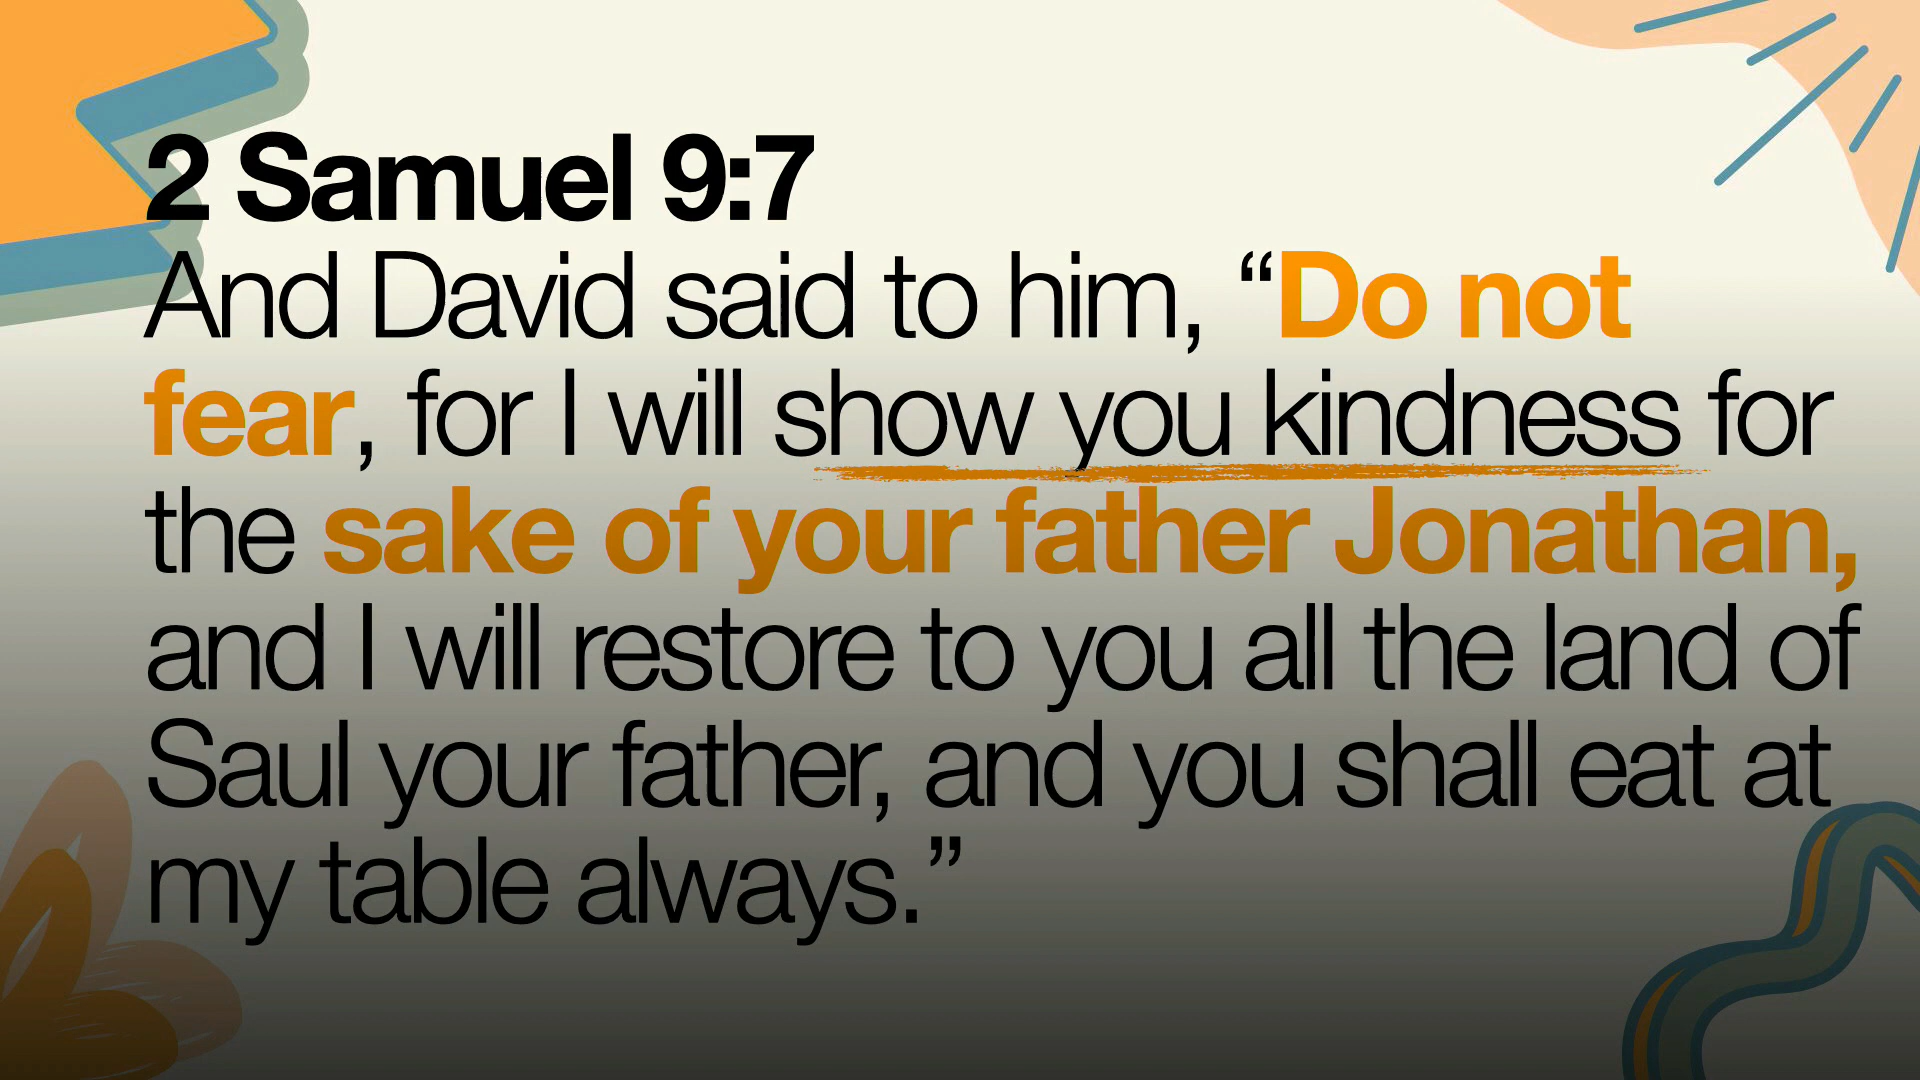 2 Samuel 9:7
And David said to him, “Do not
fear, for I will show you kindness for
the sake of your father Jonathan,
and I will restore to you all the land of
Saul your father, and you shall eat at
my table always.”